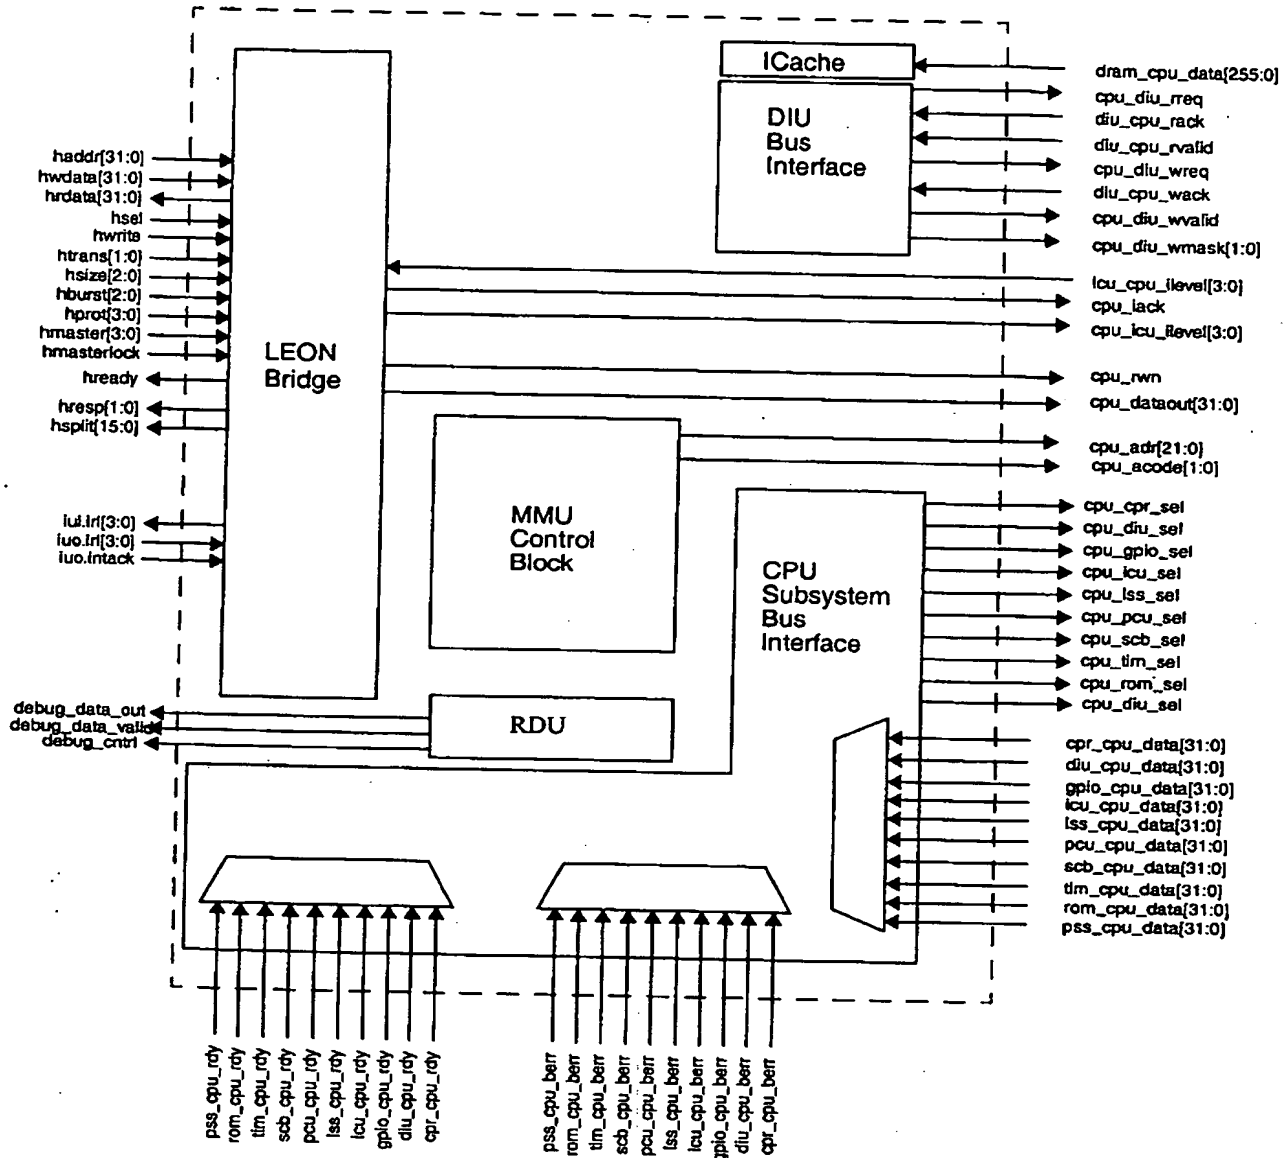 ICache
dram_cpu_data[255:0]
cpu_diu_rreq
DIU
Bus
Interface
diu_cpu_rack
diu_cpu_rvalid
cpu_diu_wreq
diu_cpu_wack
cpu_diu_wvalid
cpu_diu_wmask[1:0]
haddr[31:0]
hwdata[31:0]
hrdata[31:0]
hsel
hwrite
htrans[1:0]
hsize[2:0]
hburst[2:0]
hprot[3:0]
hmaster[3:0]
hmasterlock
hready
hresp[1:0]
hsplit[15:0]
LEON
Bridge
icu_cpu_ilevel[3:0]
cpu_iack
cpu_icu_ilevel[3:0]
cpu_rwn
cpu_dataout[31:0]
cpu_adr[21:0]
cpu_acode[1:0]
iui.irl[3:0]
iuo.irl[3:0]
iuo.intack
MMU
Control
Block
CPU
Subsystem
Bus
Interface
cpu_cpr_sel
cpu_diu_sel
cpu_gpio_sel
cpu_icu_sel
cpu_lss_sel
cpu_pcu_sel
cpu_scb_sel
cpu_tim_sel
cpu_rom_sel
cpu_diu_sel
debug_data_out
debug_data_valid
debug_cntrl
RDU
cpr_cpu_data[31:0]
diu_cpu_data[31:0]
gpio_cpu_data[31:0]
icu_cpu_data[31:0]
lss_cpu_data[31:0]
pcu_cpu_data[31:0]
scb_cpu_data[31:0]
tim_cpu_data[31:0]
rom_cpu_data[31:0]
pss_cpu_data[31:0]
pss_cpu_rdy
rom_cpu_rdy
tim_cpu_rdy
scb_cpu_rdy
pcu_cpu_rdy
lss_cpu_rdy
icu_cpu_rdy
gpio_cpu_rdy
diu_cpu_rdy
cpr_cpu_rdy
pss_cpu_berr
rom_cpu_berr
tim_cpu_berr
scb_cpu_berr
pcu_cpu_berr
lss_cpu_berr
icu_cpu_berr
gpio_cpu_berr
diu_cpu_berr
cpr_cpu_berr